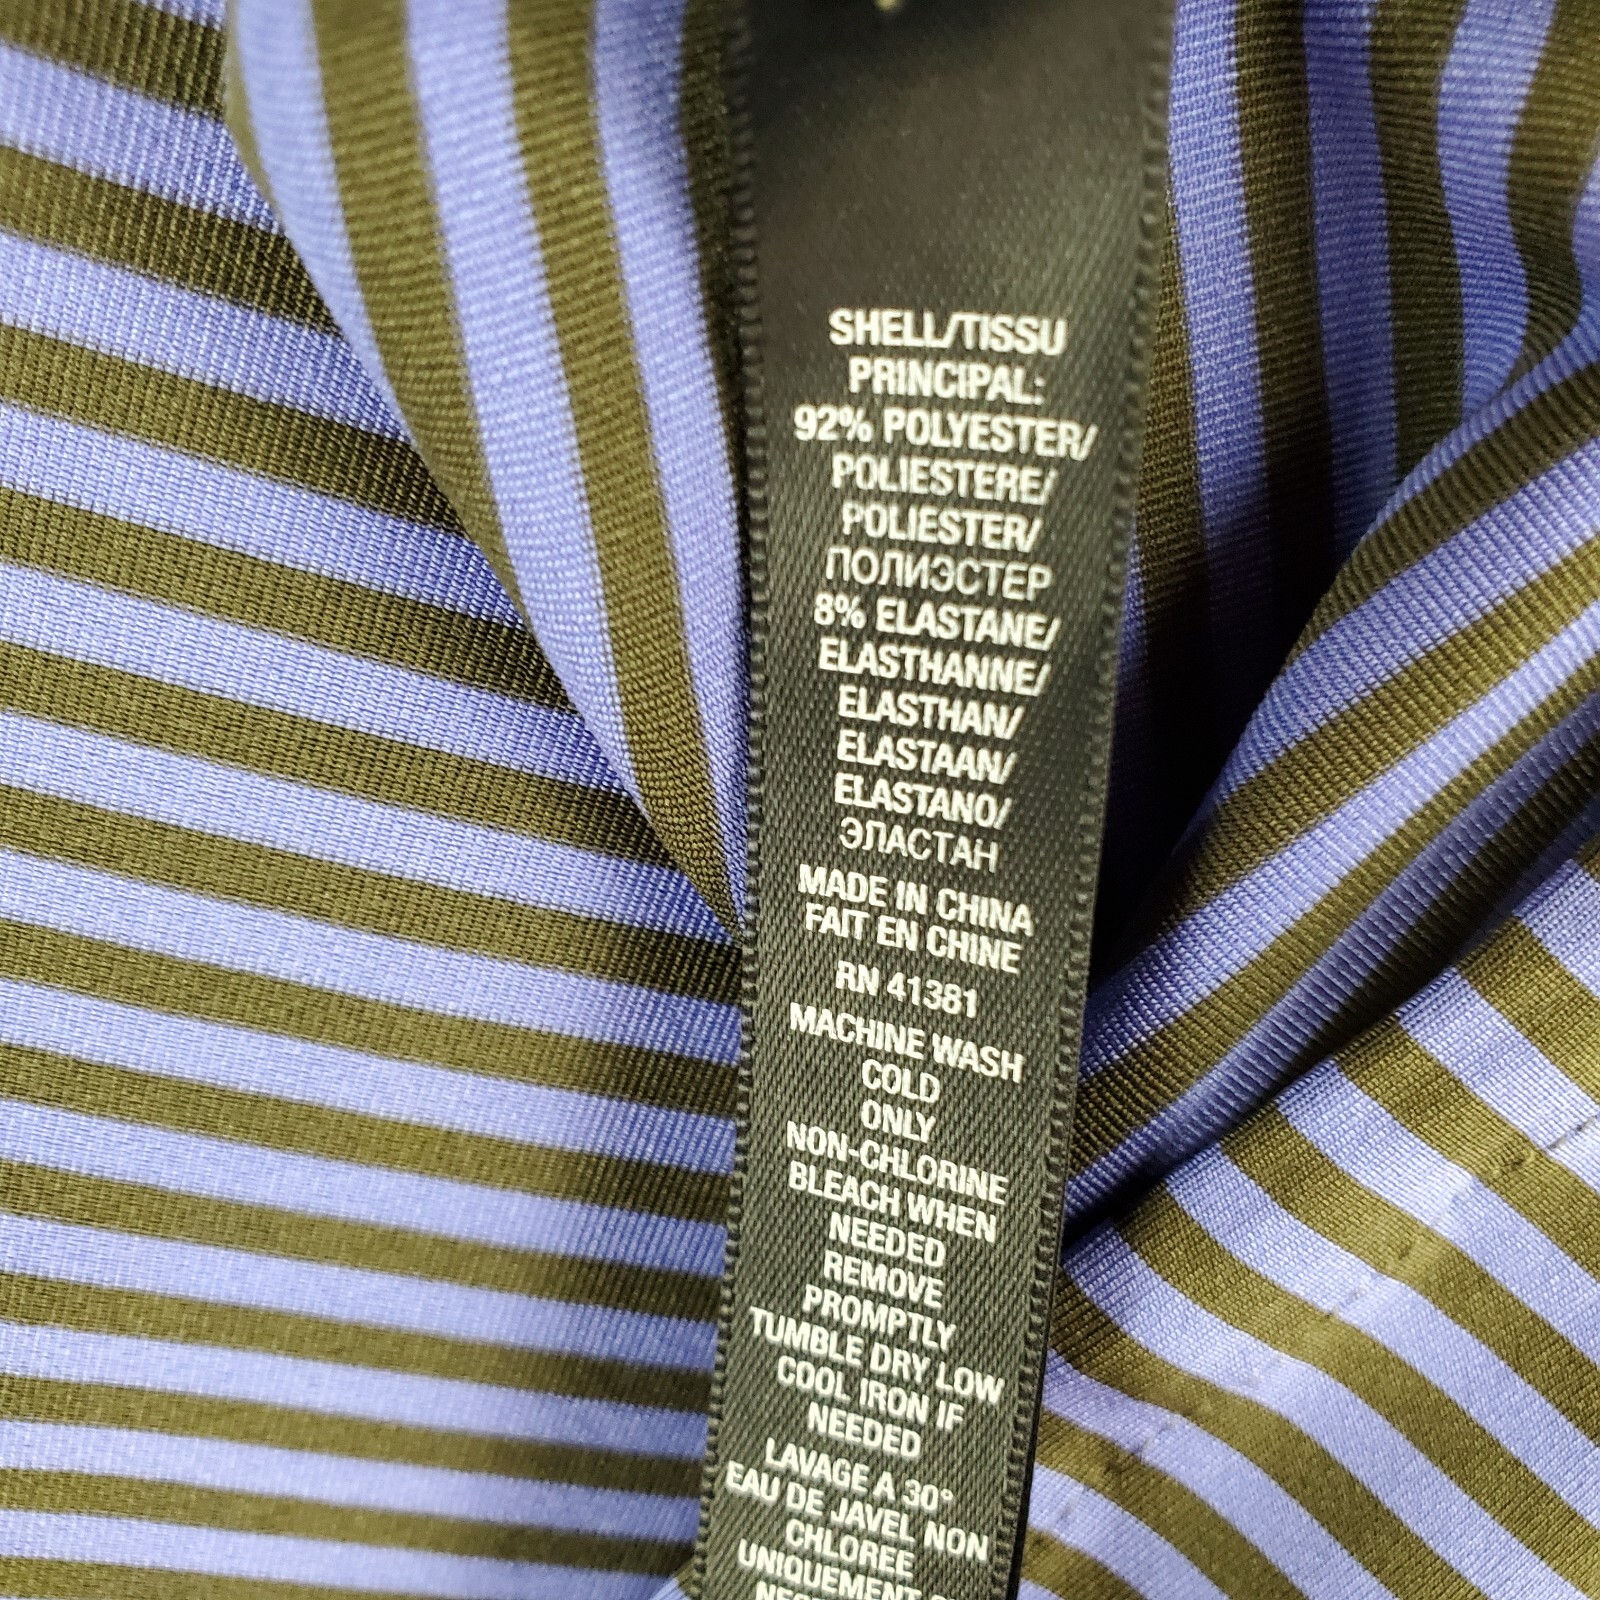 SHELL/TISSU
PRINCIPAL:
92% POLYESTER/
POLIESTERE/
POLIESTER/
ПОЛИЭСТЕР
8% ELASTANE/
ELASTHANNE/
ELASTHAN/
ELASTAAN/
ELASTANO/
ЭЛАСТАН
MADE IN CHINA
FAIT EN CHINE
RN 41381
MACHINE WASH
COLD
ONLY
NON-CHLORINE
BLEACH WHEN
NEEDED
REMOVE
PROMPTLY
TUMBLE DRY LOW
COOL IRON IF
NEEDED
LAVAGE A 30°
EAU DE JAVEL NON
CHLOREE
UNIQUEMENT